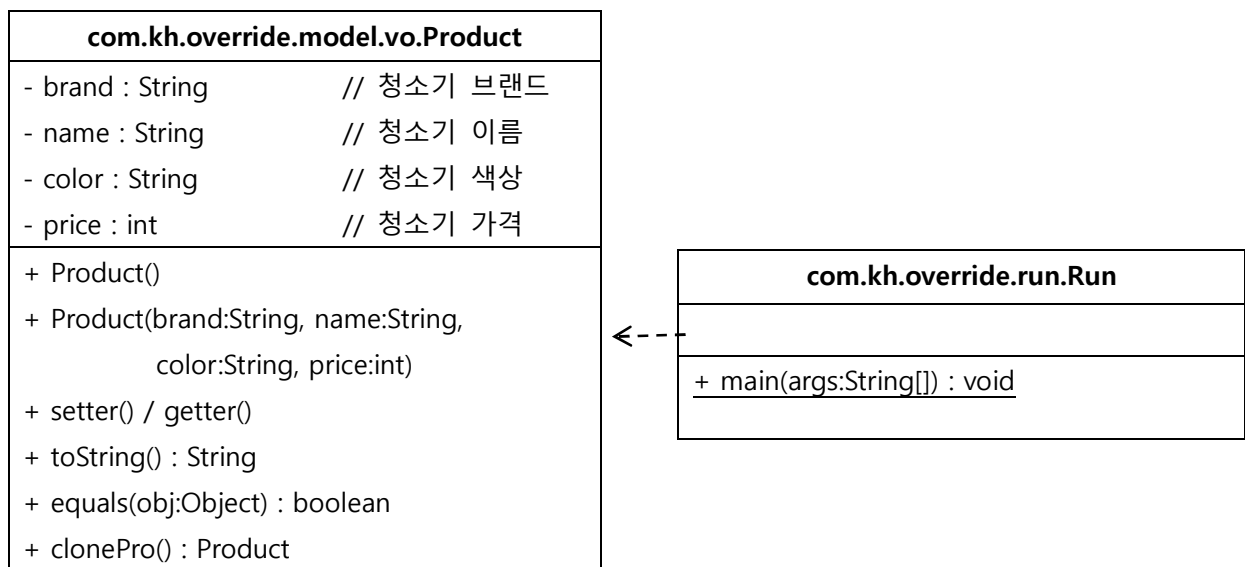 com.kh.override.model.vo.Product
- brand : String // 청소기 브랜드
- name : String // 청소기 이름
- color : String // 청소기 색상
- price : int // 청소기 가격
+ Product()
+ Product(brand:String, name:String,
color:String, price:int)
+ setter() / getter()
+ toString() : String
+ equals(obj:Object) : boolean
+ clonePro() : Product
com.kh.override.run.Run
+ main(args:String[]) : void